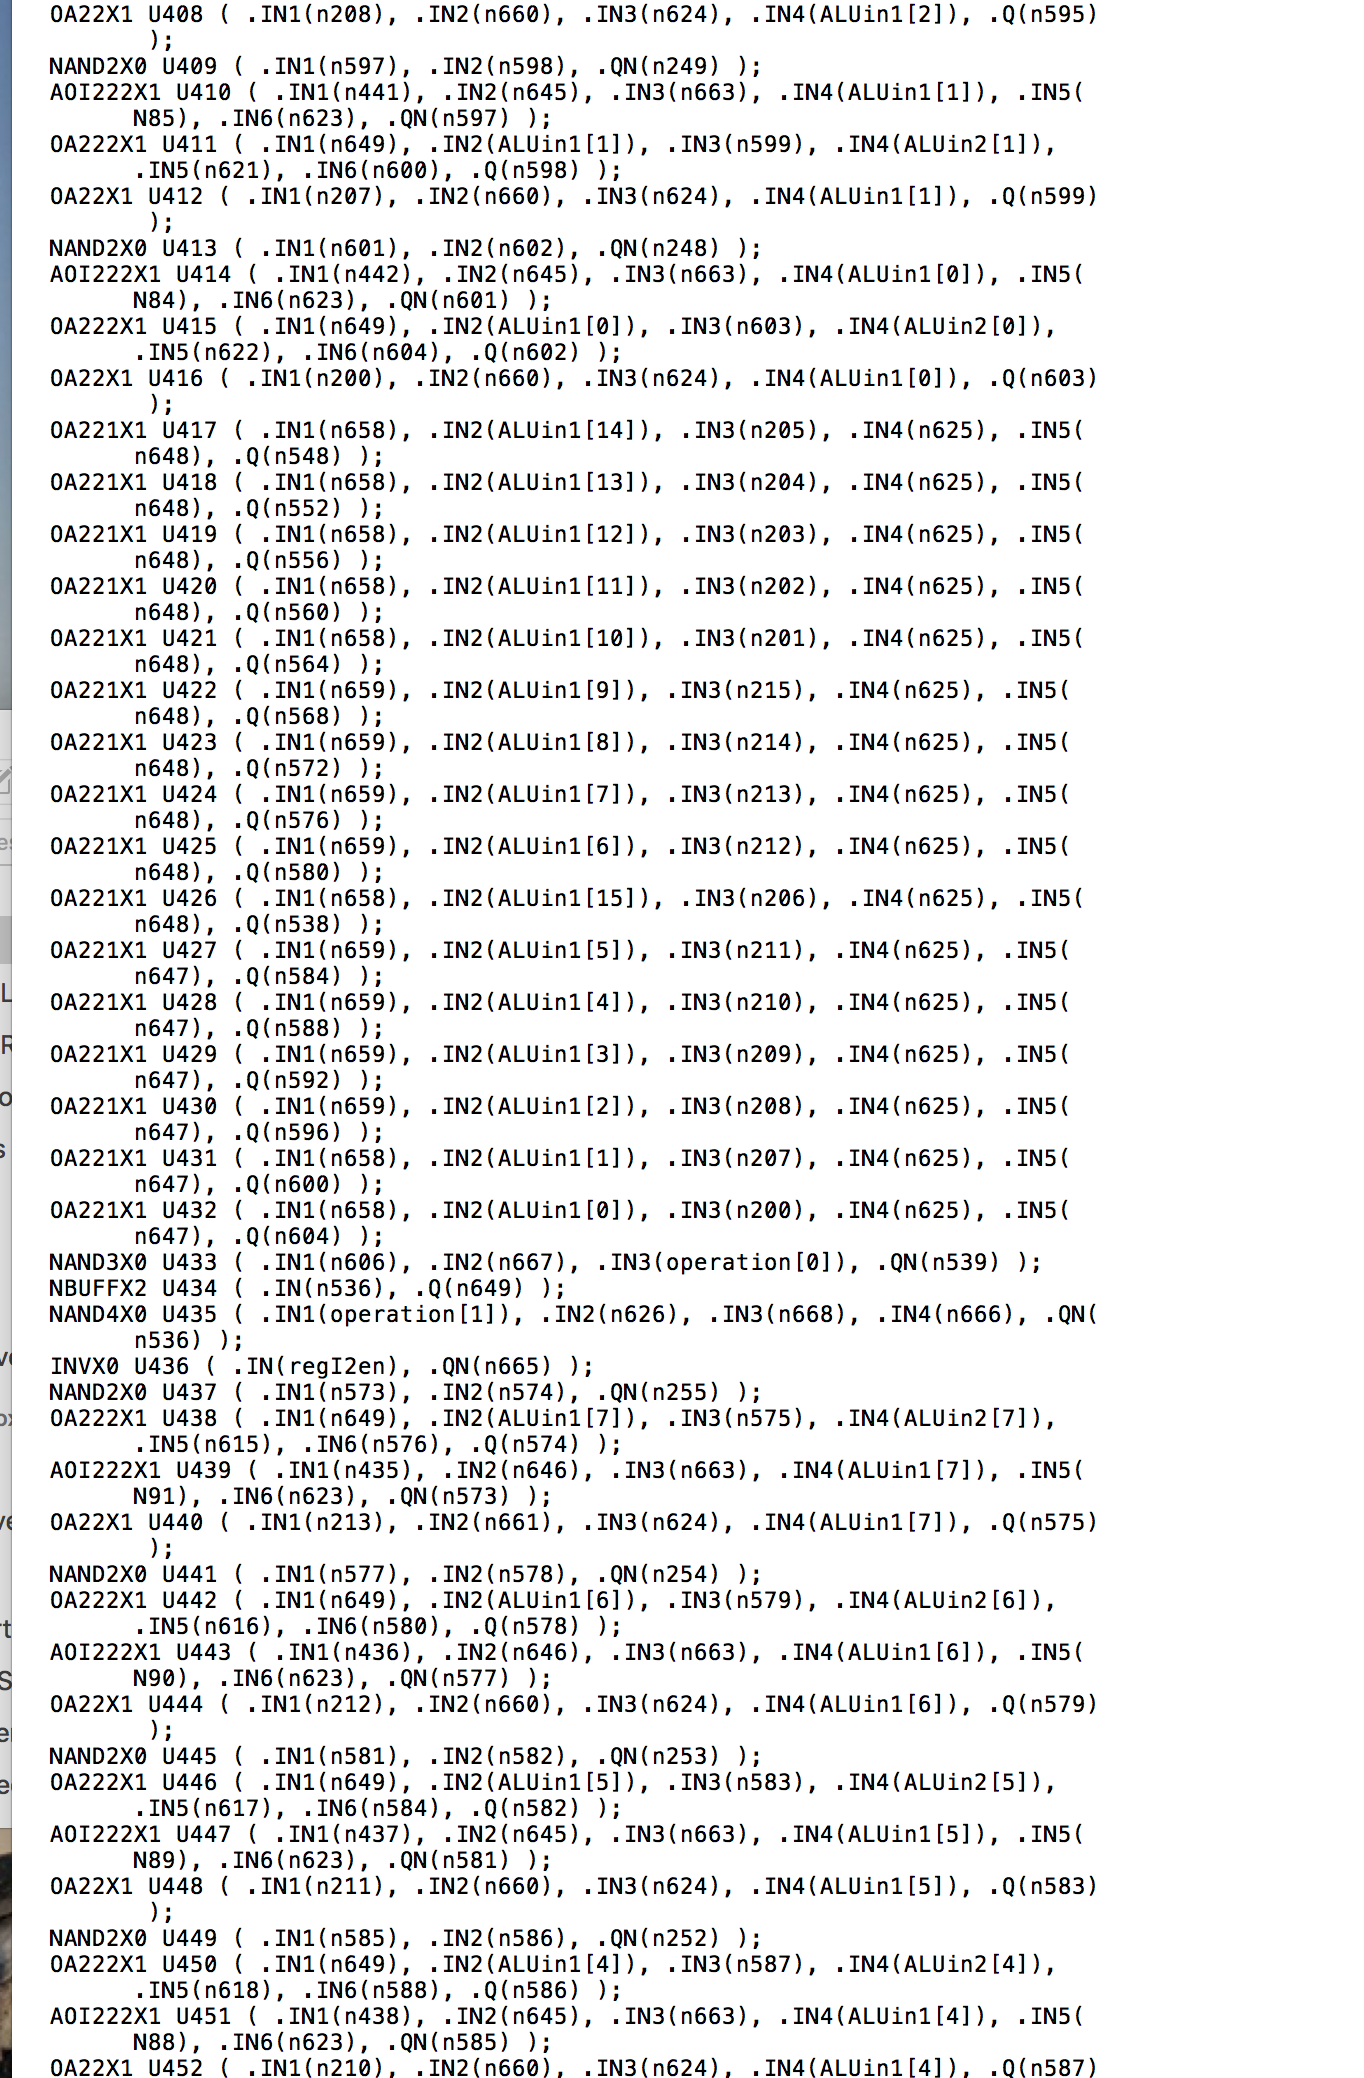 OA22X1 U408 ( .IN1(n208), .IN2(n660), .IN3(n624), .IN4(ALUin1[2]), .Q(n595)
);
NAND2X0 U409 ( .IN1(n597), .IN2(n598), .QN(n249) );
AOI222X1 U410 ( .IN1(n441), .IN2(n645), .IN3(n663), .IN4(ALUin1[1]), .IN5(
N85), .IN6(n623), .QN(n597) );
OA222X1 U411 ( .IN1(n649), .IN2(ALUin1[1]), .IN3(n599), .IN4(ALUin2[1]),
.IN5(n621), .IN6(n600), .Q(n598) );
OA22X1 U412 ( .IN1(n207), .IN2(n660), .IN3(n624), .IN4(ALUin1[1]), .Q(n599)
);
NAND2X0 U413 ( .IN1(n601), .IN2(n602), .QN(n248) );
AOI222X1 U414 ( .IN1(n442), .IN2(n645), .IN3(n663), .IN4(ALUin1[0]), .IN5(
N84), .IN6(n623), .QN(n601) );
OA222X1 U415 ( .IN1(n649), .IN2(ALUin1[0]), .IN3(n603), .IN4(ALUin2[0]),
.IN5(n622), .IN6(n604), .Q(n602) );
OA22X1 U416 ( .IN1(n200), .IN2(n660), .IN3(n624), .IN4(ALUin1[0]), .Q(n603)
);
OA221X1 U417 ( .IN1(n658), .IN2(ALUin1[14]), .IN3(n205), .IN4(n625), .IN5(
n648), .Q(n548) );
OA221X1 U418 ( .IN1(n658), .IN2(ALUin1[13]), .IN3(n204), .IN4(n625), .IN5(
n648), .Q(n552) );
OA221X1 U419 ( .IN1(n658), .IN2(ALUin1[12]), .IN3(n203), .IN4(n625), .IN5(
n648), .Q(n556) );
OA221X1 U420 ( .IN1(n658), .IN2(ALUin1[11]), .IN3(n202), .IN4(n625), .IN5(
n648), .Q(n560) );
OA221X1 U421 ( .IN1(n658), .IN2(ALUin1[10]), .IN3(n201), .IN4(n625), .IN5(
n648), .Q(n564) );
OA221X1 U422 ( .IN1(n659), .IN2(ALUin1[9]), .IN3(n215), .IN4(n625), .IN5(
n648), .Q(n568) );
OA221X1 U423 ( .IN1(n659), .IN2(ALUin1[8]), .IN3(n214), .IN4(n625), .IN5(
n648), .Q(n572) );
OA221X1 U424 ( .IN1(n659), .IN2(ALUin1[7]), .IN3(n213), .IN4(n625), .IN5(
n648), .Q(n576) );
OA221X1 U425 ( .IN1(n659), .IN2(ALUin1[6]), .IN3(n212), .IN4(n625), .IN5(
n648), .Q(n580) );
OA221X1 U426 ( .IN1(n658), .IN2(ALUin1[15]), .IN3(n206), .IN4(n625), .IN5(
n648), .Q(n538) );
OA221X1 U427 ( .IN1(n659), .IN2(ALUin1[5]), .IN3(n211), .IN4(n625), .IN5(
n647), .Q(n584) );
OA221X1 U428 ( .IN1(n659), .IN2(ALUin1[4]), .IN3(n210), .IN4(n625), .IN5(
n647), .Q(n588) );
OA221X1 U429 ( .IN1(n659), .IN2(ALUin1[3]), .IN3(n209), .IN4(n625), .IN5(
n647), .Q(n592) );
OA221X1 U430 ( .IN1(n659), .IN2(ALUin1[2]), .IN3(n208), .IN4(n625), .IN5(
n647), .Q(n596) );
OA221X1 U431 ( .IN1(n658), .IN2(ALUin1[1]), .IN3(n207), .IN4(n625), .IN5(
n647), .Q(n600) );
OA221X1 U432 ( .IN1(n658), .IN2(ALUin1[0]), .IN3(n200), .IN4(n625), .IN5(
n647), .Q(n604) );
NAND3X0 U433 ( .IN1(n606), .IN2(n667), .IN3(operation[0]), .QN(n539) );
NBUFFX2 U434 ( .IN(n536), .Q(n649) );
NAND4X0 U435 ( .IN1(operation[1]), .IN2(n626), .IN3(n668), .IN4(n666), .QN(
n536) );
INVX0 U436 ( .IN(regI2en), .QN(n665) );
NAND2X0 U437 ( .IN1(n573), .IN2(n574), .QN(n255) );
OA222X1 U438 ( .IN1(n649), .IN2(ALUin1[7]), .IN3(n575), .IN4(ALUin2[7]),
.IN5(n615), .IN6(n576), .Q(n574) );
AOI222X1 U439 ( .IN1(n435), .IN2(n646), .IN3(n663), .IN4(ALUin1[7]), .IN5(
N91), .IN6(n623), .QN(n573) );
OA22X1 U440 ( .IN1(n213), .IN2(n661), .IN3(n624), .IN4(ALUin1[7]), .Q(n575)
);
NAND2X0 U441 ( .IN1(n577), .IN2(n578), .QN(n254) );
OA222X1 U442 ( .IN1(n649), .IN2(ALUin1[6]), .IN3(n579), .IN4(ALUin2[6]),
.IN5(n616), .IN6(n580), .Q(n578) );
AOI222X1 U443 ( .IN1(n436), .IN2(n646), .IN3(n663), .IN4(ALUin1[6]), .IN5(
N90), .IN6(n623), .QN(n577) );
OA22X1 U444 ( .IN1(n212), .IN2(n660), .IN3(n624), .IN4(ALUin1[6]), .Q(n579)
);
NAND2X0 U445 ( .IN1(n581), .IN2(n582), .QN(n253) );
OA222X1 U446 ( .IN1(n649), .IN2(ALUin1[5]), .IN3(n583), .IN4(ALUin2[5]),
.IN5(n617), .IN6(n584), .Q(n582) );
AOI222X1 U447 ( .IN1(n437), .IN2(n645), .IN3(n663), .IN4(ALUin1[5]), .IN5(
N89), .IN6(n623), .QN(n581) );
OA22X1 U448 ( .IN1(n211), .IN2(n660), .IN3(n624), .IN4(ALUin1[5]), .Q(n583)
);
NAND2X0 U449 ( .IN1(n585), .IN2(n586), .QN(n252) );
OA222X1 U450 ( .IN1(n649), .IN2(ALUin1[4]), .IN3(n587), .IN4(ALUin2[4]),
.IN5(n618), .IN6(n588), .Q(n586) );
AOI222X1 U451 ( .IN1(n438), .IN2(n645), .IN3(n663), .IN4(ALUin1[4]), .IN5(
N88), .IN6(n623), .QN(n585) );
OA22X1 U452 ( .IN1(n210), .IN2(n660), .IN3(n624), .IN4(ALUin1[4]), .Q(n587)